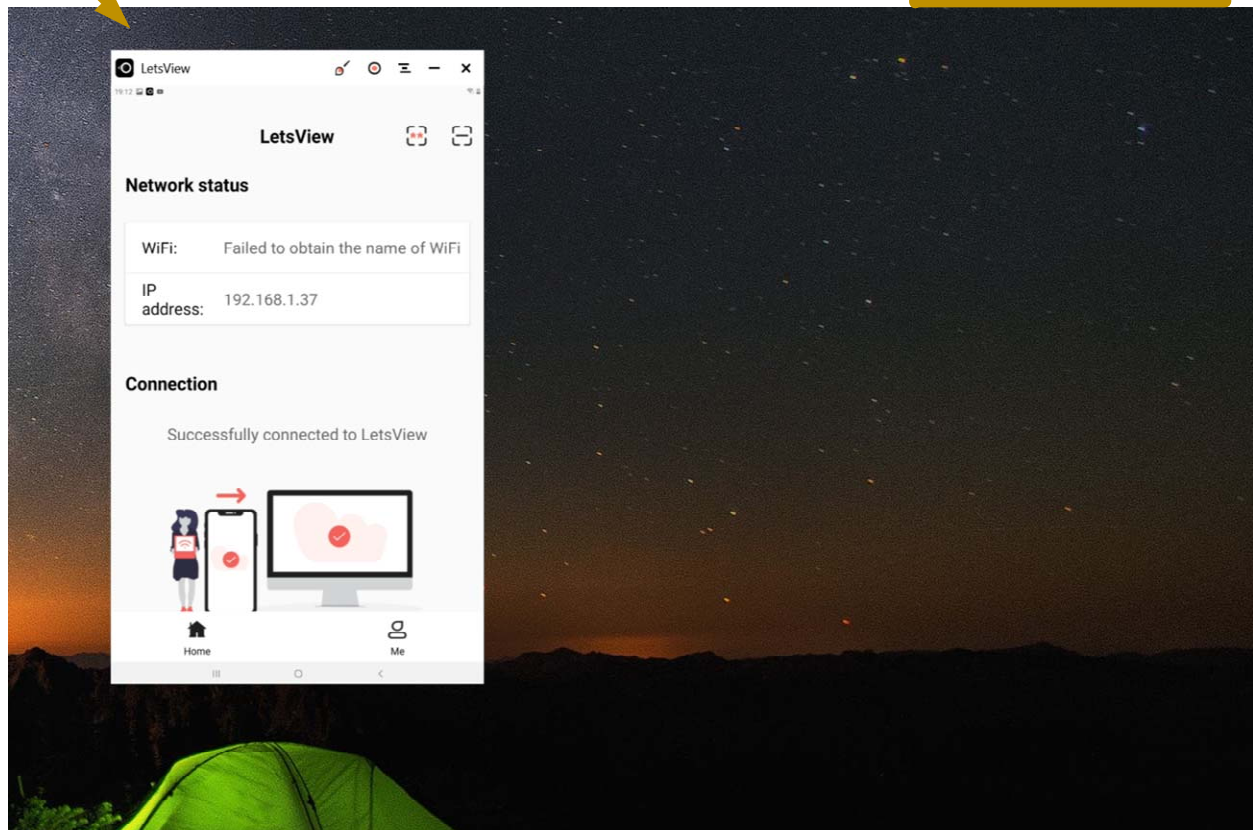 LetsView
19:12
LetsView
Network status
WiFi: Failed to obtain the name of WiFi
IP address: 192.168.1.37
Connection
Successfully connected to LetsView
Home Me